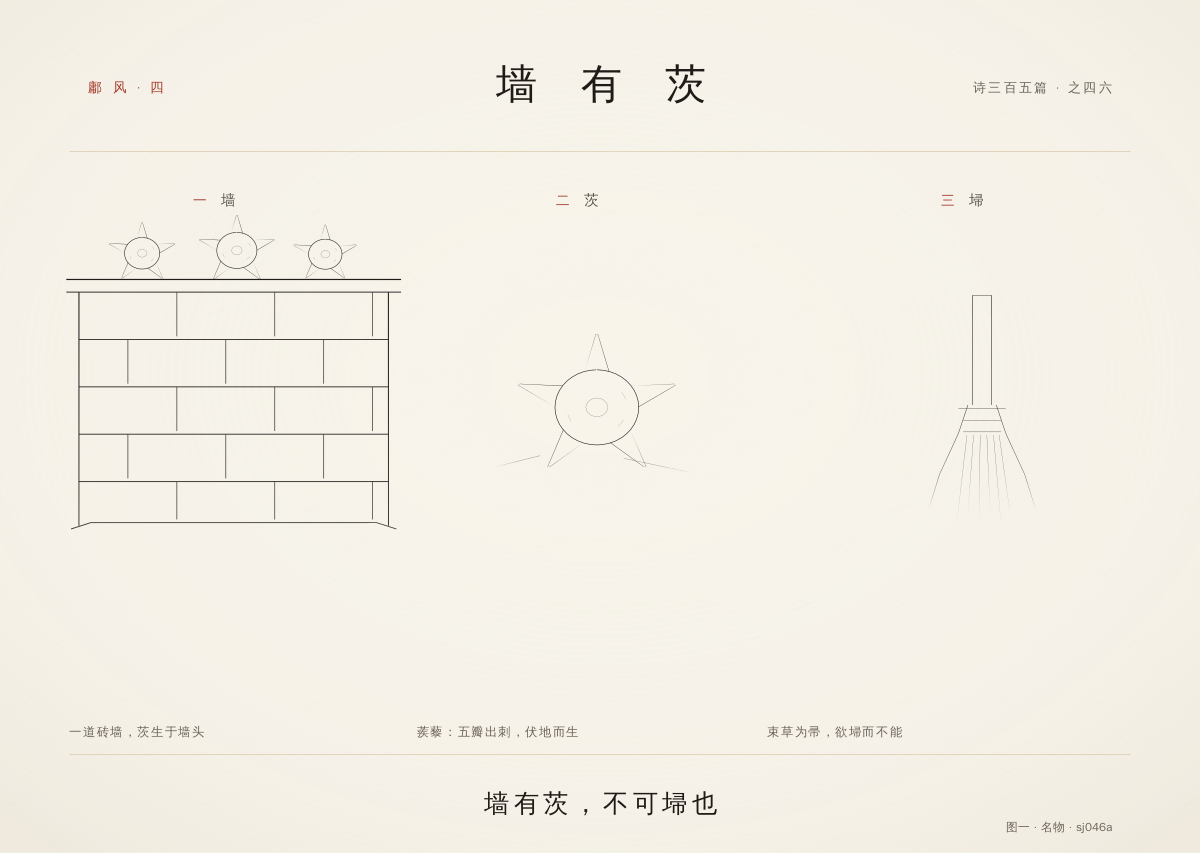 鄘风·四
墙有茨
诗三百五篇 · 之四六
一 墙
二 茨
三 埽
一道砖墙，茨生于墙头
蒺藜：五瓣出刺，伏地而生
束草为帚，欲埽而不能
墙有茨，不可埽也
图一 · 名物 · sj046a